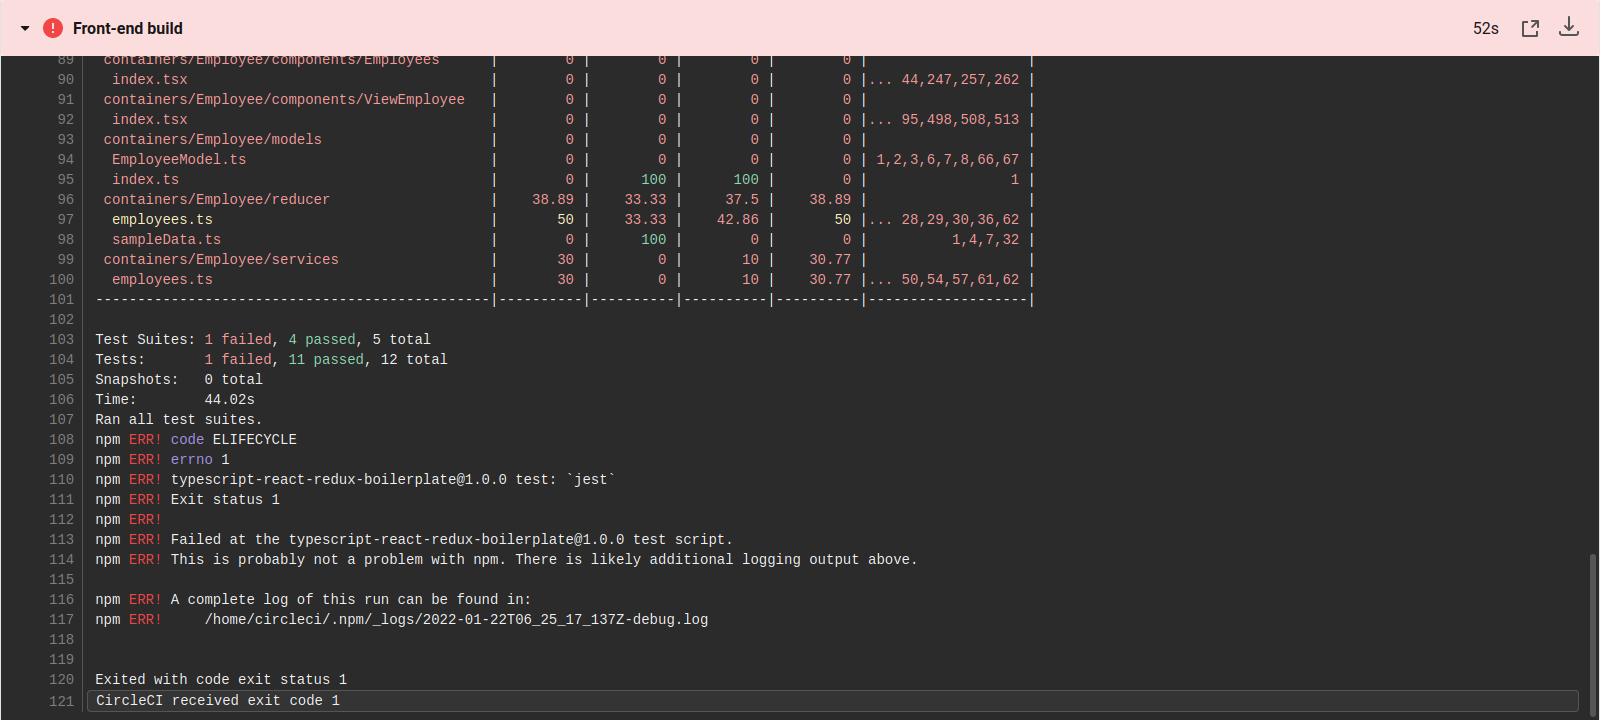 Front-end build 52s
89 containers/Employee/components/Employees | 0 | 0 | 0 | 0 | |
90 index.tsx | 0 | 0 | 0 | 0 |... 44,247,257,262 |
91 containers/Employee/components/ViewEmployee | 0 | 0 | 0 | 0 | |
92 index.tsx | 0 | 0 | 0 | 0 |... 95,498,508,513 |
93 containers/Employee/models | 0 | 0 | 0 | 0 | |
94 EmployeeModel.ts | 0 | 0 | 0 | 0 | 1,2,3,6,7,8,66,67 |
95 index.ts | 0 | 100 | 100 | 0 | 1 |
96 containers/Employee/reducer | 38.89 | 33.33 | 37.5 | 38.89 | |
97 employees.ts | 50 | 33.33 | 42.86 | 50 |... 28,29,30,36,62 |
98 sampleData.ts | 0 | 100 | 0 | 0 | 1,4,7,32 |
99 containers/Employee/services | 30 | 0 | 10 | 30.77 | |
100 employees.ts | 30 | 0 | 10 | 30.77 |... 50,54,57,61,62 |
101 -----------------------------------------------|----------|----------|----------|----------|-------------------|
102
103 Test Suites: 1 failed, 4 passed, 5 total
104 Tests: 1 failed, 11 passed, 12 total
105 Snapshots: 0 total
106 Time: 44.02s
107 Ran all test suites.
108 npm ERR! code ELIFECYCLE
109 npm ERR! errno 1
110 npm ERR! typescript-react-redux-boilerplate@1.0.0 test: `jest`
111 npm ERR! Exit status 1
112 npm ERR!
113 npm ERR! Failed at the typescript-react-redux-boilerplate@1.0.0 test script.
114 npm ERR! This is probably not a problem with npm. There is likely additional logging output above.
115
116 npm ERR! A complete log of this run can be found in:
117 npm ERR! /home/circleci/.npm/_logs/2022-01-22T06_25_17_137Z-debug.log
118
119
120 Exited with code exit status 1
121 CircleCI received exit code 1